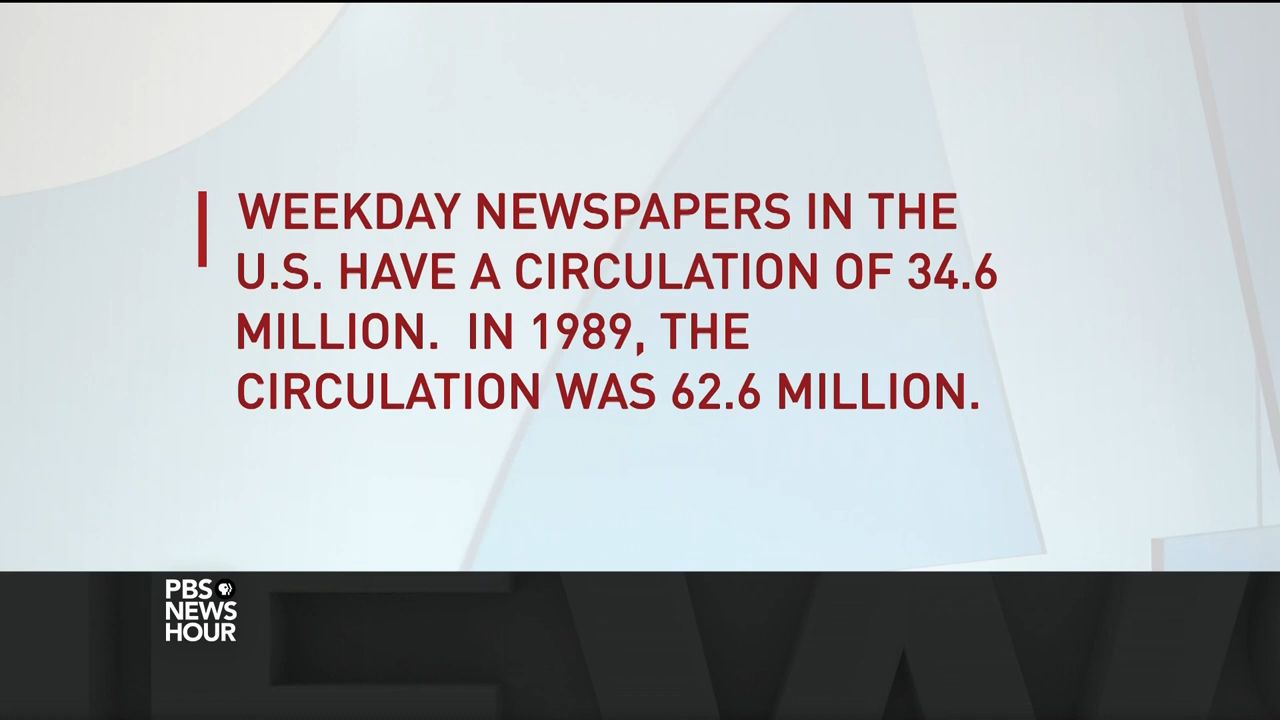 WEEKDAY NEWSPAPERS IN THE
U.S. HAVE A CIRCULATION OF 34.6
MILLION.  IN 1989, THE
CIRCULATION WAS 62.6 MILLION.
PBS
NEWS
HOUR